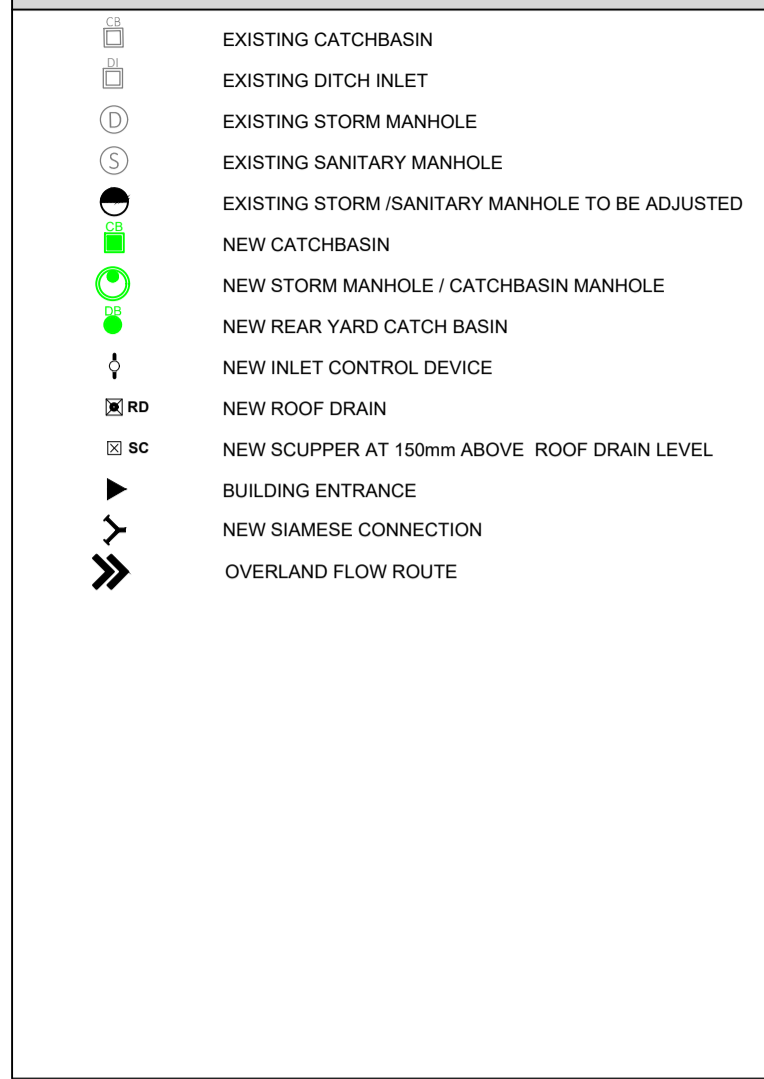 CB EXISTING CATCHBASIN
DI EXISTING DITCH INLET
D EXISTING STORM MANHOLE
S EXISTING SANITARY MANHOLE
EXISTING STORM /SANITARY MANHOLE TO BE ADJUSTED
CB NEW CATCHBASIN
NEW STORM MANHOLE / CATCHBASIN MANHOLE
DB NEW REAR YARD CATCH BASIN
NEW INLET CONTROL DEVICE
RD NEW ROOF DRAIN
SC NEW SCUPPER AT 150mm ABOVE ROOF DRAIN LEVEL
BUILDING ENTRANCE
NEW SIAMESE CONNECTION
OVERLAND FLOW ROUTE